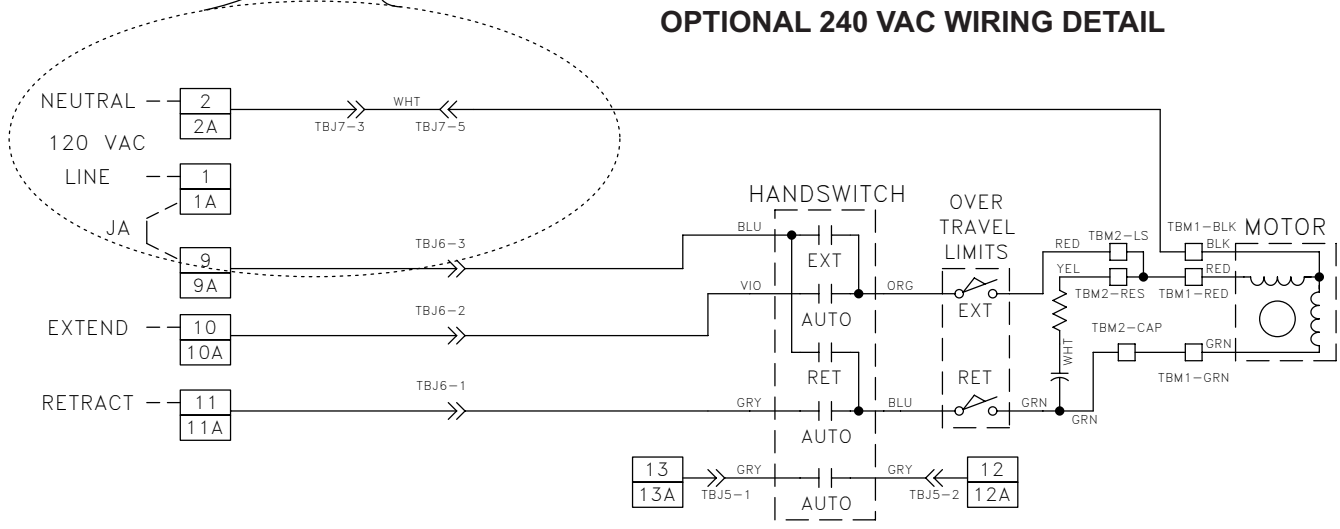 OPTIONAL 240 VAC WIRING DETAIL
NEUTRAL
2
2A
TBJ7-3
WHT
TBJ7-5
120 VAC
LINE
1
1A
JA
9
9A
TBJ6-3
BLU
HANDSWITCH
EXT
OVER
TRAVEL
LIMITS
RED
TBM2-LS
TBM1-BLK
BLK
MOTOR
EXTEND
10
10A
TBJ6-2
VIO
AUTO
ORG
EXT
YEL
TBM2-RES
TBM1-RED
RED
RET
WHT
TBM2-CAP
TBM1-GRN
GRN
RETRACT
11
11A
TBJ6-1
GRY
AUTO
BLU
RET
GRN
GRN
13
13A
TBJ5-1
GRY
AUTO
GRY
TBJ5-2
12
12A